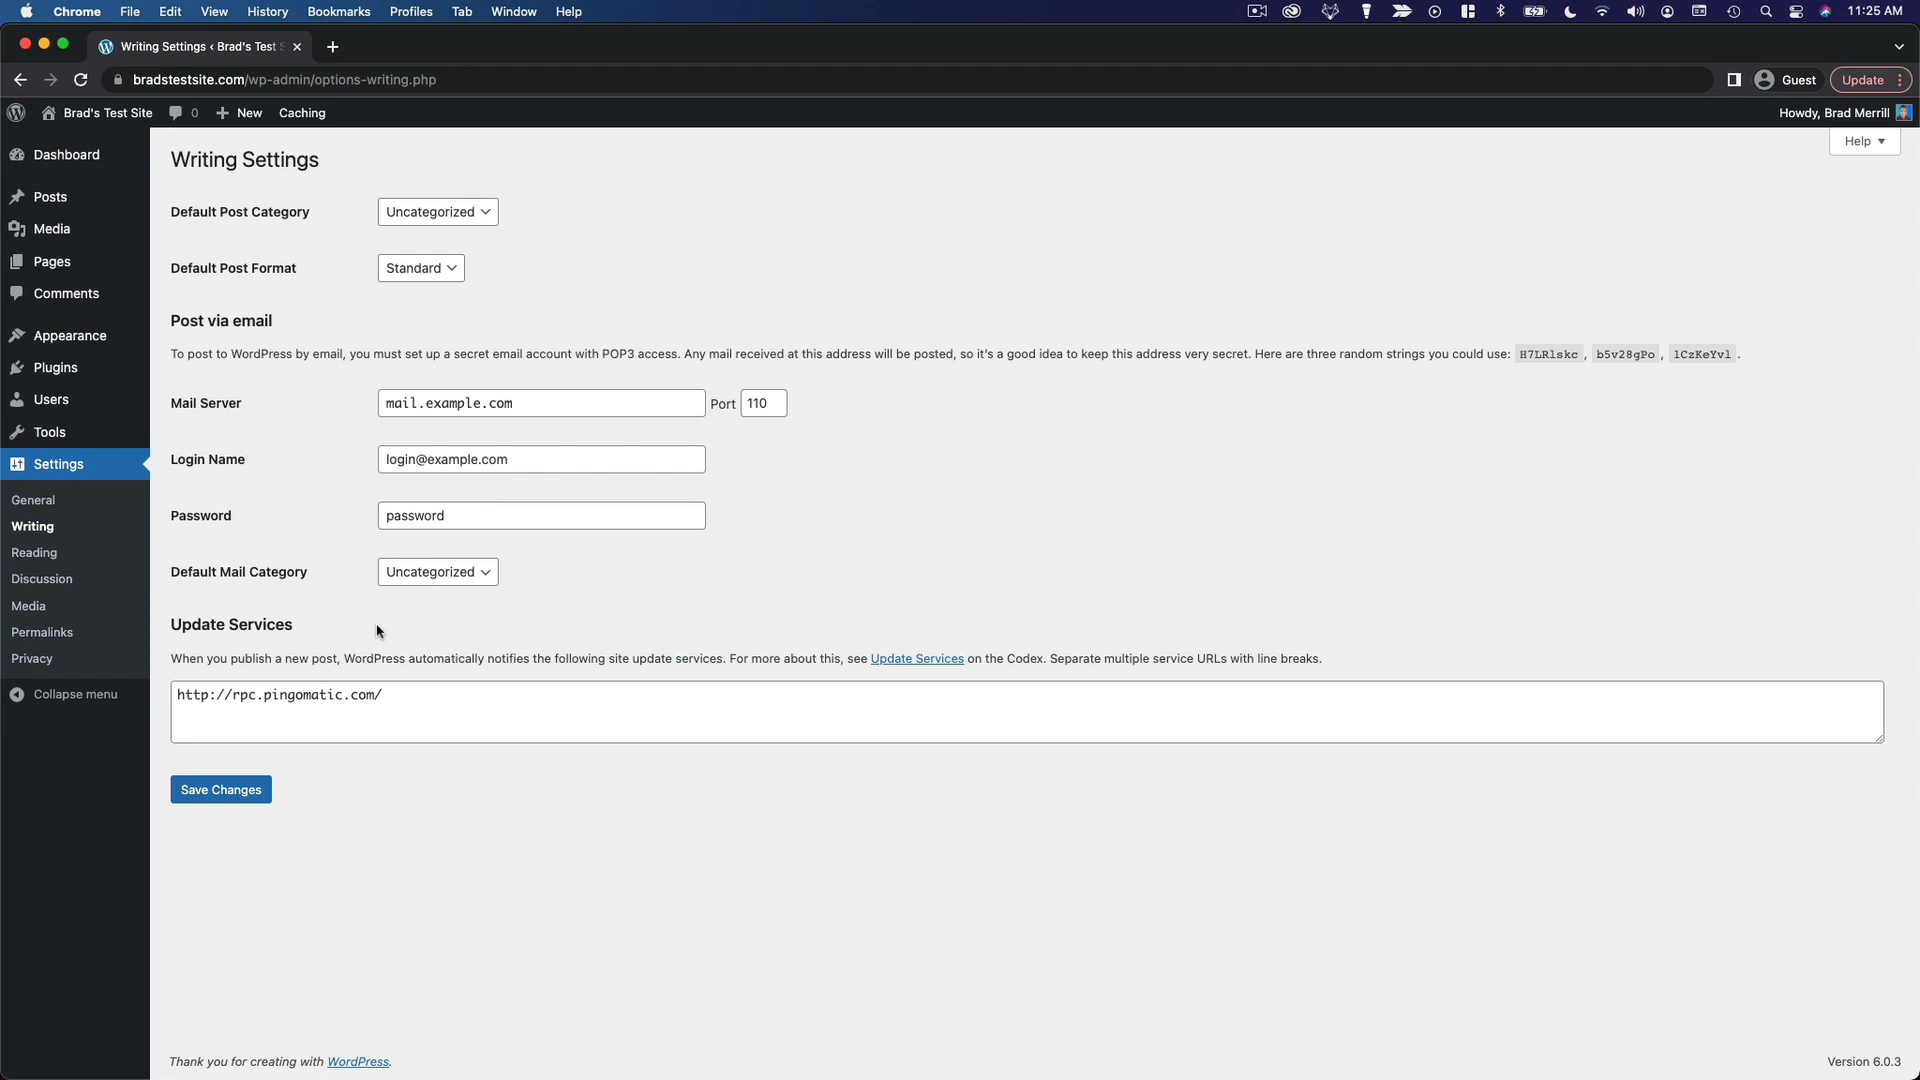 Chrome File Edit View History Bookmarks Profiles Tab Window Help 11:25 AM
Writing Settings ‹ Brad's Test S
bradstestsite.com/wp-admin/options-writing.php Guest Update
Brad's Test Site 0 New Caching Howdy, Brad Merrill
Help
Dashboard
Posts
Media
Pages
Comments
Appearance
Plugins
Users
Tools
Settings
General
Writing
Reading
Discussion
Media
Permalinks
Privacy
Collapse menu
Writing Settings
Default Post Category Uncategorized
Default Post Format Standard
Post via email
To post to WordPress by email, you must set up a secret email account with POP3 access. Any mail received at this address will be posted, so it's a good idea to keep this address very secret. Here are three random strings you could use: H7LRlskc , b5v28gPo , lCzKeYvl .
Mail Server mail.example.com Port 110
Login Name login@example.com
Password password
Default Mail Category Uncategorized
Update Services
When you publish a new post, WordPress automatically notifies the following site update services. For more about this, see Update Services on the Codex. Separate multiple service URLs with line breaks.
http://rpc.pingomatic.com/
Save Changes
Thank you for creating with WordPress. Version 6.0.3